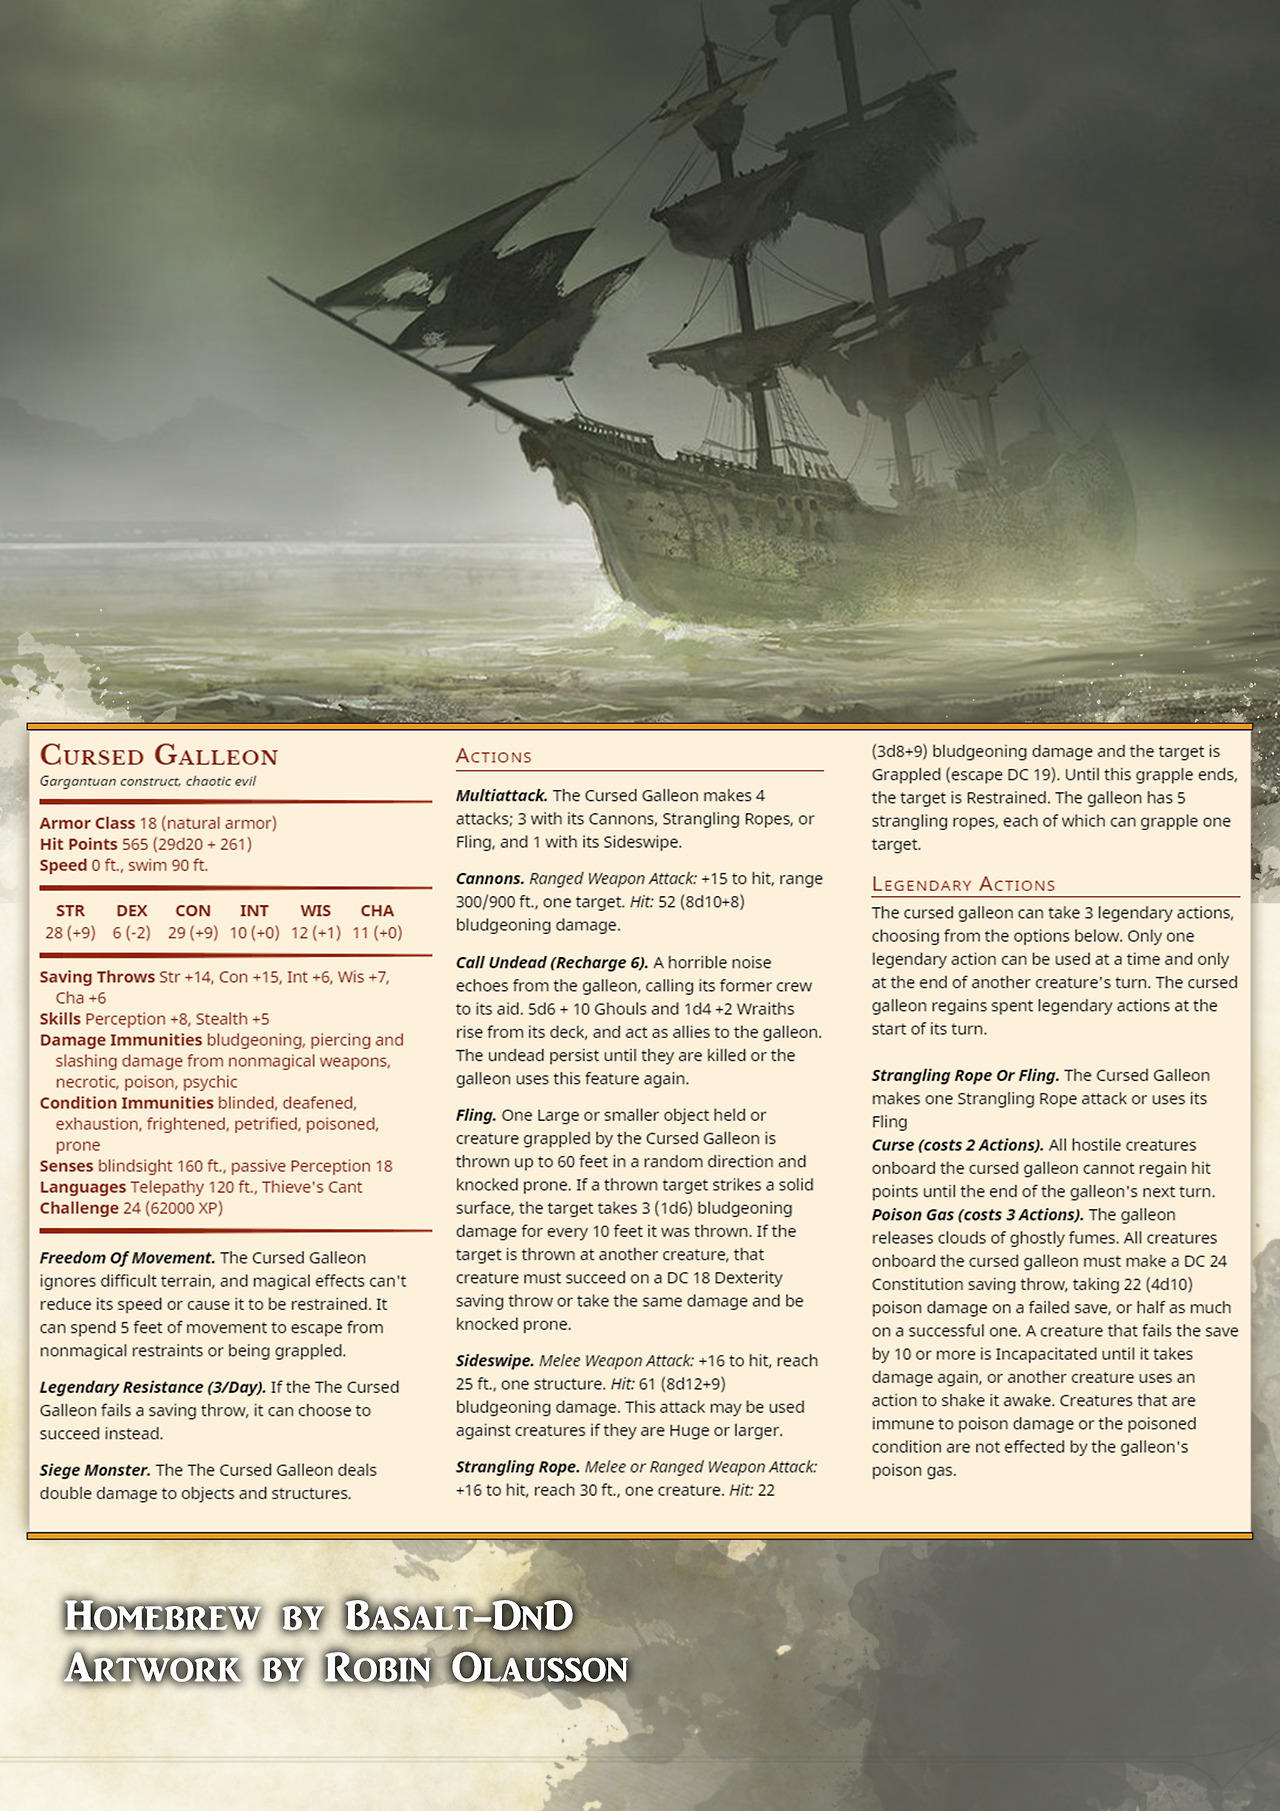 Cursed Galleon
Gargantuan construct, chaotic evil
Armor Class 18 (natural armor)
Hit Points 565 (29d20 + 261)
Speed 0 ft., swim 90 ft.
STR DEX CON INT WIS CHA
28 (+9) 6 (-2) 29 (+9) 10 (+0) 12 (+1) 11 (+0)
Saving Throws Str +14, Con +15, Int +6, Wis +7,
Cha +6
Skills Perception +8, Stealth +5
Damage Immunities bludgeoning, piercing and
slashing damage from nonmagical weapons,
necrotic, poison, psychic
Condition Immunities blinded, deafened,
exhaustion, frightened, petrified, poisoned,
prone
Senses blindsight 160 ft., passive Perception 18
Languages Telepathy 120 ft., Thieve's Cant
Challenge 24 (62000 XP)
Freedom Of Movement. The Cursed Galleon
ignores difficult terrain, and magical effects can't
reduce its speed or cause it to be restrained. It
can spend 5 feet of movement to escape from
nonmagical restraints or being grappled.
Legendary Resistance (3/Day). If the The Cursed
Galleon fails a saving throw, it can choose to
succeed instead.
Siege Monster. The The Cursed Galleon deals
double damage to objects and structures.
Actions
Multiattack. The Cursed Galleon makes 4
attacks; 3 with its Cannons, Strangling Ropes, or
Fling, and 1 with its Sideswipe.
Cannons. Ranged Weapon Attack: +15 to hit, range
300/900 ft., one target. Hit: 52 (8d10+8)
bludgeoning damage.
Call Undead (Recharge 6). A horrible noise
echoes from the galleon, calling its former crew
to its aid. 5d6 + 10 Ghouls and 1d4 +2 Wraiths
rise from its deck, and act as allies to the galleon.
The undead persist until they are killed or the
galleon uses this feature again.
Fling. One Large or smaller object held or
creature grappled by the Cursed Galleon is
thrown up to 60 feet in a random direction and
knocked prone. If a thrown target strikes a solid
surface, the target takes 3 (1d6) bludgeoning
damage for every 10 feet it was thrown. If the
target is thrown at another creature, that
creature must succeed on a DC 18 Dexterity
saving throw or take the same damage and be
knocked prone.
Sideswipe. Melee Weapon Attack: +16 to hit, reach
25 ft., one structure. Hit: 61 (8d12+9)
bludgeoning damage. This attack may be used
against creatures if they are Huge or larger.
Strangling Rope. Melee or Ranged Weapon Attack:
+16 to hit, reach 30 ft., one creature. Hit: 22
(3d8+9) bludgeoning damage and the target is
Grappled (escape DC 19). Until this grapple ends,
the target is Restrained. The galleon has 5
strangling ropes, each of which can grapple one
target.
Legendary Actions
The cursed galleon can take 3 legendary actions,
choosing from the options below. Only one
legendary action can be used at a time and only
at the end of another creature's turn. The cursed
galleon regains spent legendary actions at the
start of its turn.
Strangling Rope Or Fling. The Cursed Galleon
makes one Strangling Rope attack or uses its
Fling
Curse (costs 2 Actions). All hostile creatures
onboard the cursed galleon cannot regain hit
points until the end of the galleon's next turn.
Poison Gas (costs 3 Actions). The galleon
releases clouds of ghostly fumes. All creatures
onboard the cursed galleon must make a DC 24
Constitution saving throw, taking 22 (4d10)
poison damage on a failed save, or half as much
on a successful one. A creature that fails the save
by 10 or more is Incapacitated until it takes
damage again, or another creature uses an
action to shake it awake. Creatures that are
immune to poison damage or the poisoned
condition are not effected by the galleon's
poison gas.
Homebrew by Basalt-DnD
Artwork by Robin Olausson